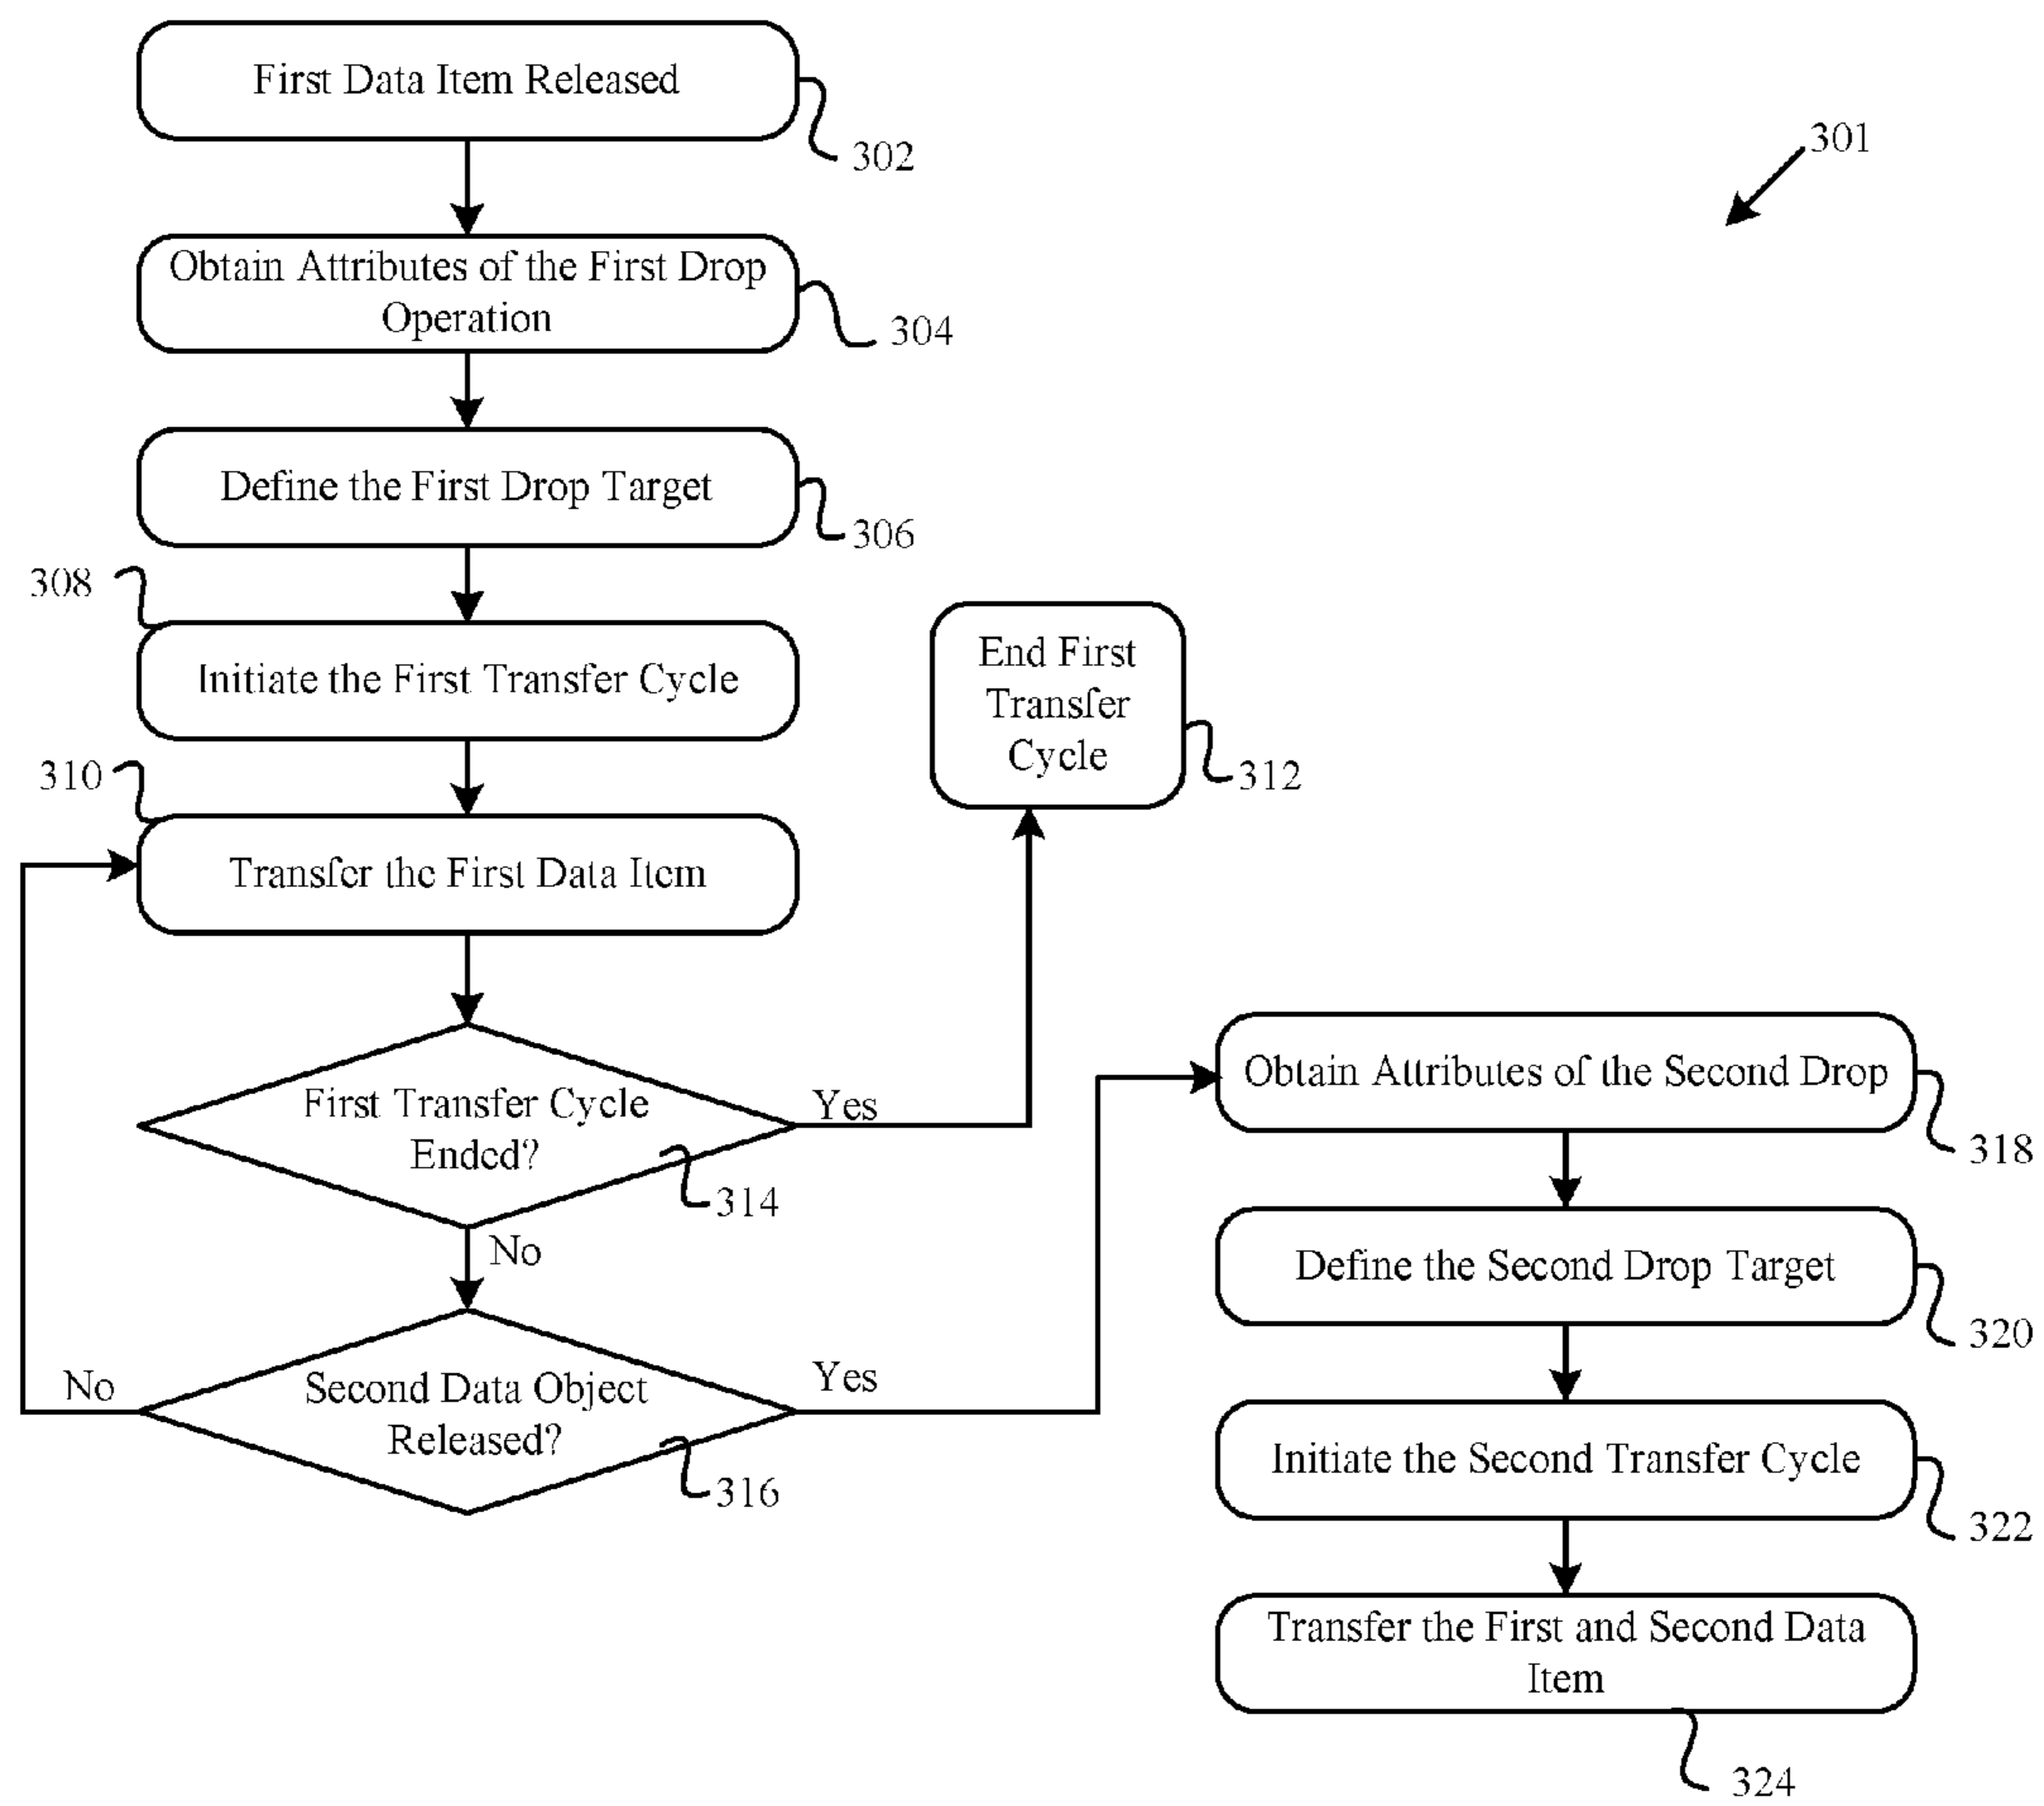 First Data Item Released
302
301
Obtain Attributes of the First Drop
Operation
304
Define the First Drop Target
306
308
Initiate the First Transfer Cycle
End First
Transfer
Cycle
312
310
Transfer the First Data Item
First Transfer Cycle
Ended?
Yes
314
No
Second Data Object
Released?
No
Yes
316
Obtain Attributes of the Second Drop
318
Define the Second Drop Target
320
Initiate the Second Transfer Cycle
322
Transfer the First and Second Data
Item
324